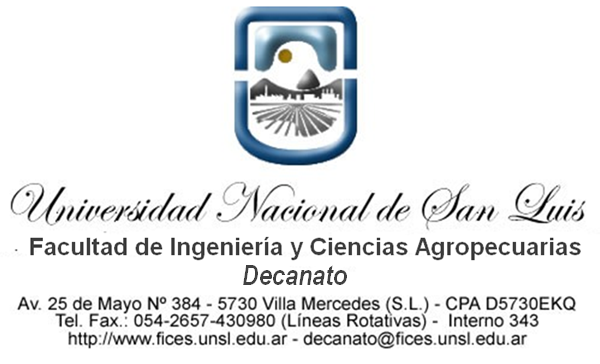 Universidad Nacional de San Luis
Facultad de Ingeniería y Ciencias Agropecuarias
Decanato
Av. 25 de Mayo Nº 384 - 5730 Villa Mercedes (S.L.) - CPA D5730EKQ
Tel. Fax.: 054-2657-430980 (Líneas Rotativas) - Interno 343
http://www.fices.unsl.edu.ar - decanato@fices.unsl.edu.ar